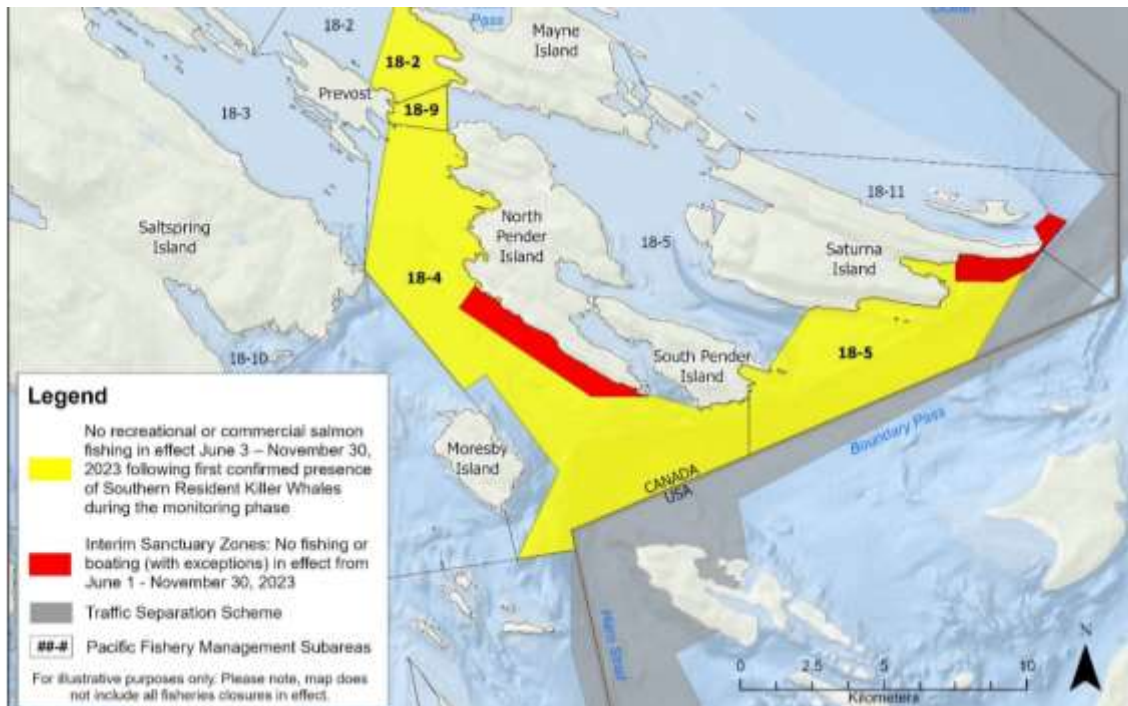 Pass
18-2
Mayne
Island
18-2
Prevost
18-9
18-3
18-11
Saltspring
Island
North
Pender
Island
18-5
Saturna
Island
18-4
18-10
South Pender
Island
18-5
Boundary Pass
Moresby
Island
CANADA
USA
Haro Strait
Legend
No recreational or commercial salmon
fishing in effect June 3 – November 30,
2023 following first confirmed presence
of Southern Resident Killer Whales
during the monitoring phase
Interim Sanctuary Zones: No fishing or
boating (with exceptions) in effect from
June 1 - November 30, 2023
Traffic Separation Scheme
##-# Pacific Fishery Management Subareas
For illustrative purposes only. Please note, map does
not include all fisheries closures in effect.
N
0 2.5 5 10
Kilometers